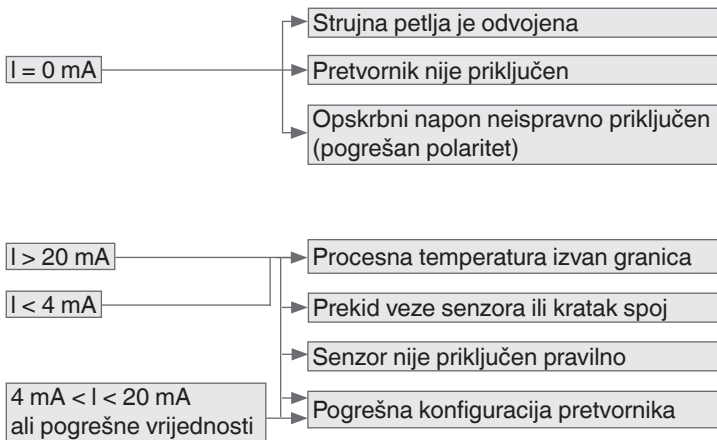 Strujna petlja je odvojena
I = 0 mA
Pretvornik nije priključen
Opskrbni napon neispravno priključen
(pogrešan polaritet)
I > 20 mA
Procesna temperatura izvan granica
I < 4 mA
Prekid veze senzora ili kratak spoj
Senzor nije priključen pravilno
4 mA < I < 20 mA
ali pogrešne vrijednosti
Pogrešna konfiguracija pretvornika